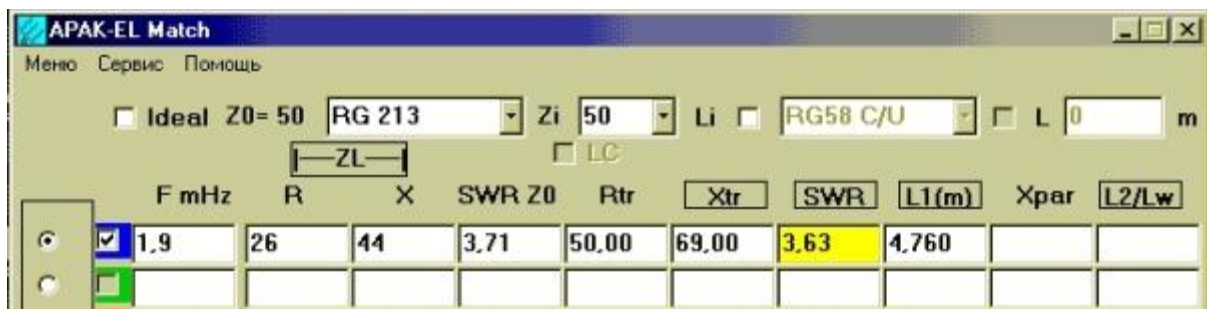 APAK-EL Match
Меню Сервис Помощь
Ideal Z0= 50 RG 213 Zi 50 Li RG58 C/U L 0 m
ZL LC
F mHz R X SWR Z0 Rtr Xtr SWR L1(m) Xpar L2/Lw
1,9 26 44 3,71 50,00 69,00 3,63 4,760